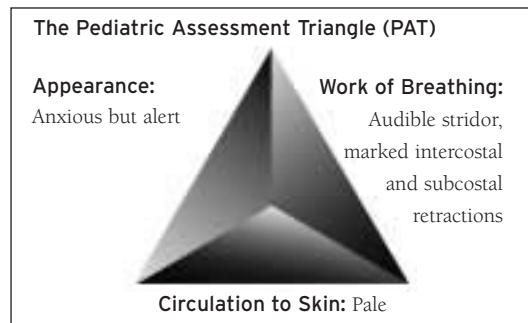 The Pediatric Assessment Triangle (PAT)
Appearance:
Anxious but alert
Work of Breathing:
Audible stridor,
marked intercostal
and subcostal
retractions
Circulation to Skin: Pale